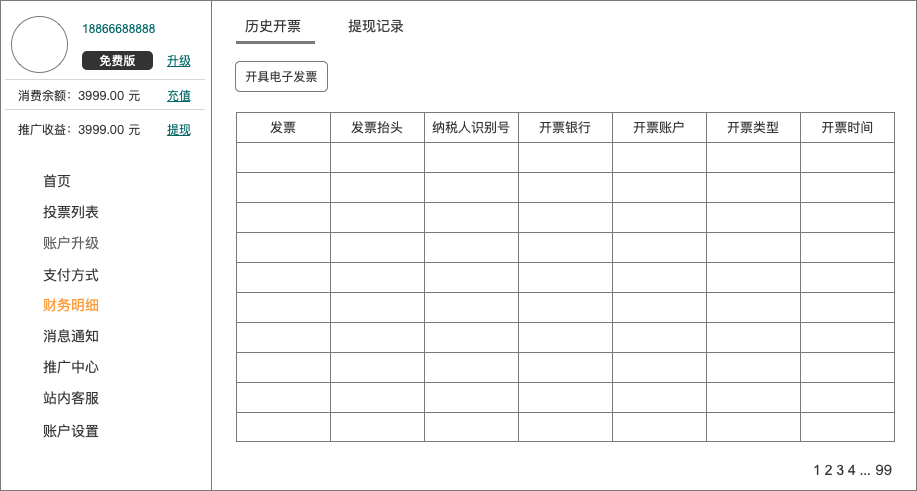 18866688888
免费版 升级
消费余额：3999.00 元 充值
推广收益：3999.00 元 提现
首页
投票列表
账户升级
支付方式
财务明细
消息通知
推广中心
站内客服
账户设置
历史开票 提现记录
开具电子发票
发票 发票抬头 纳税人识别号 开票银行 开票账户 开票类型 开票时间
1 2 3 4 ... 99